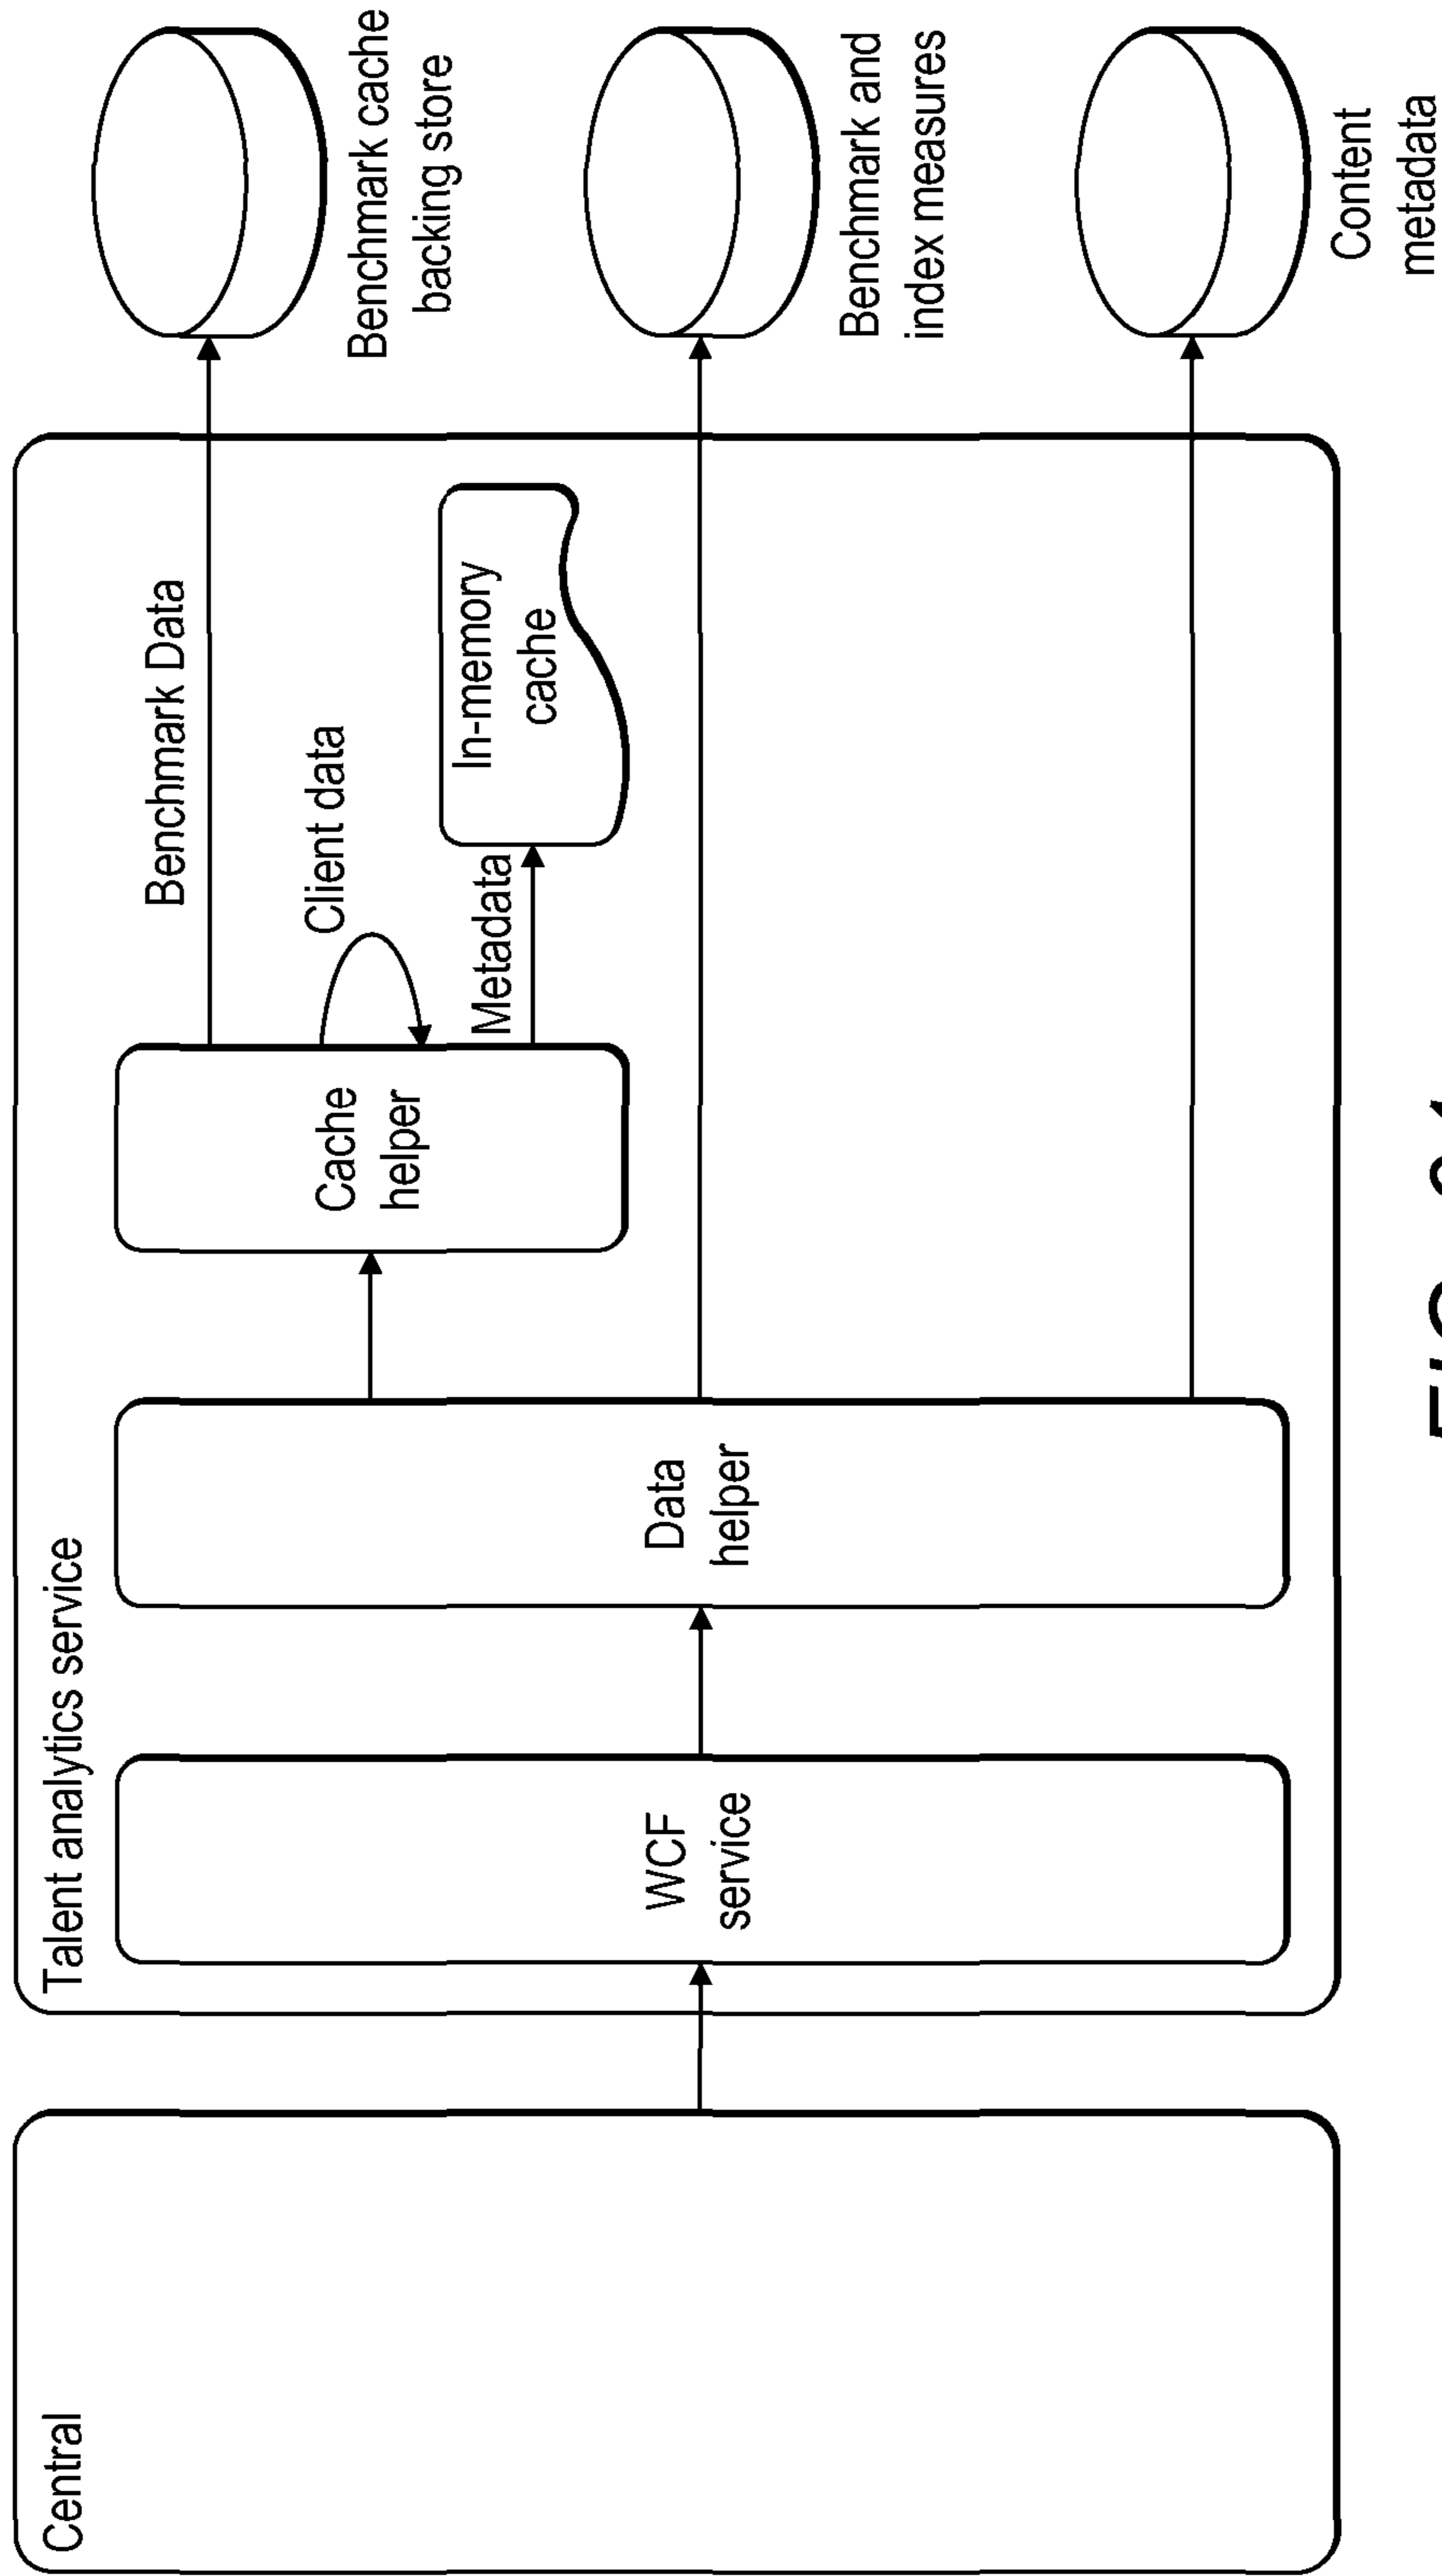 Central
Talent analytics service
WCF
service
Data
helper
Cache
helper
Benchmark Data
Client data
Metadata
In-memory
cache
Benchmark cache
backing store
Benchmark and
index measures
Content
metadata
FIG.